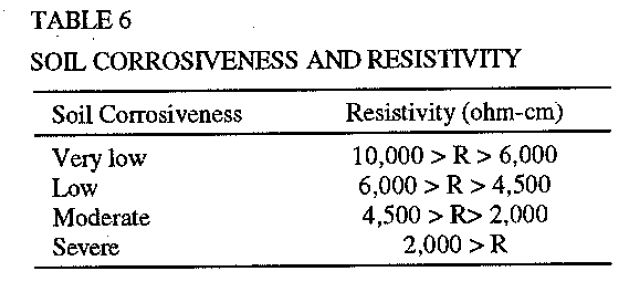 TABLE 6
SOIL CORROSIVENESS AND RESISTIVITY
Soil Corrosiveness Resistivity (ohm-cm)
Very low 10,000 > R > 6,000
Low 6,000 > R > 4,500
Moderate 4,500 > R> 2,000
Severe 2,000 > R